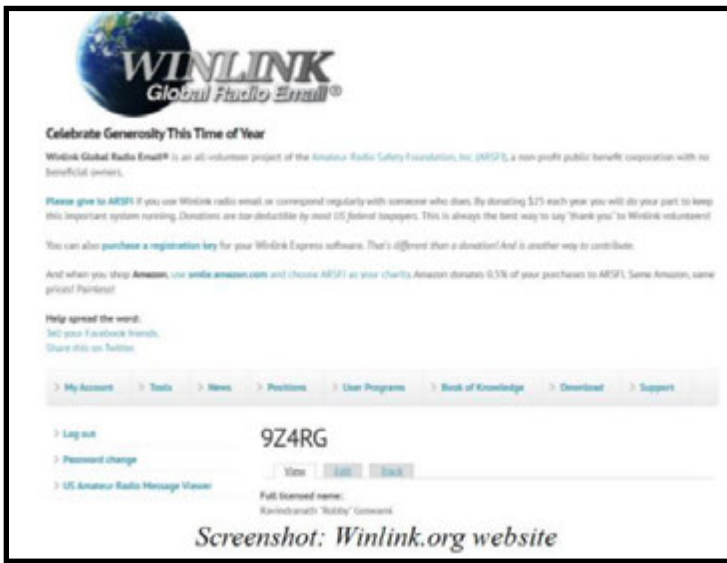 WINLINK
Global Radio Email®
Celebrate Generosity This Time of Year
Winlink Global Radio Email® is an all-volunteer project of the Amateur Radio Safety Foundation, Inc. (ARSFI), a non-profit public benefit corporation with no
beneficial owners.
Please give to ARSFI if you use Winlink radio email or correspond regularly with someone who does. By donating $25 each year you will do your part to keep
this important system running. Donations are tax-deductible by most US federal taxpayers. This is always the best way to say 'thank you' to Winlink volunteers!
You can also purchase a registration key for your Winlink Express software. That's different than a donation! And is another way to contribute.
And when you shop Amazon, use smile.amazon.com and choose ARSFI as your charity. Amazon donates 0.5% of your purchases to ARSFI. Same Amazon, same
prices! Painless!
Help spread the word:
Tell your Facebook friends.
Share this on Twitter.
> My Account > Tools > News > Positions > User Programs > Book of Knowledge > Download > Support
> Log out
> Password change
> US Amateur Radio Message Viewer
9Z4RG
View Edit Track
Full licensed name:
Ravindranath 'Robby' Goswami
Screenshot: Winlink.org website